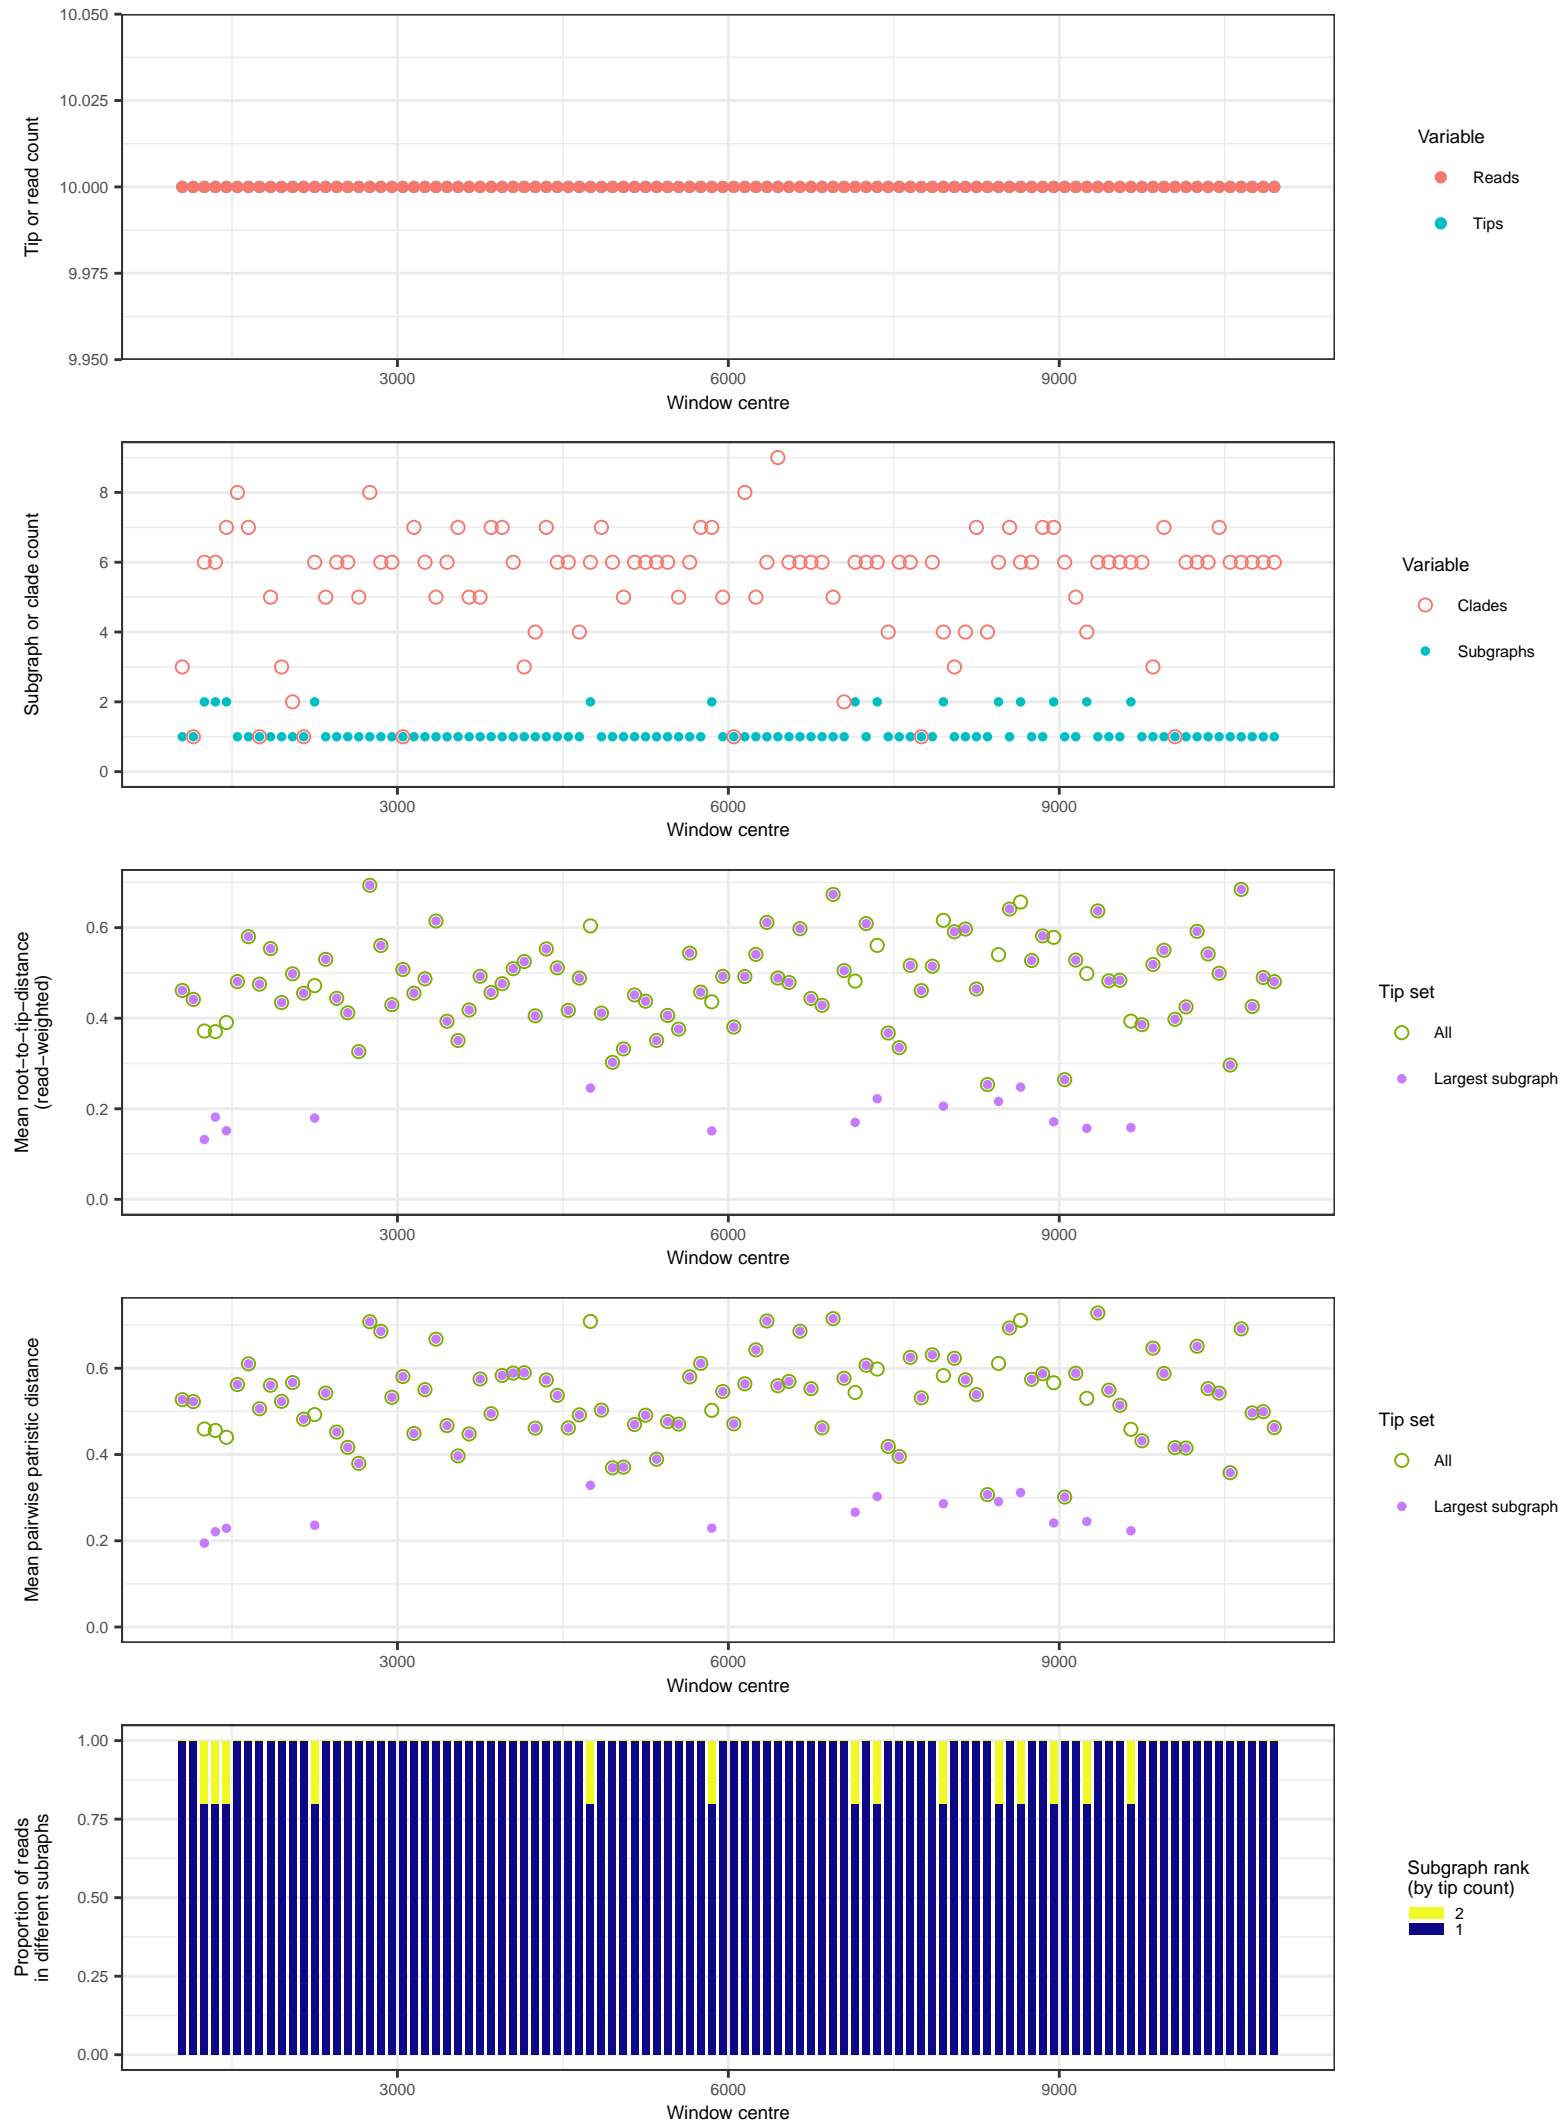 10.050
10.025
10.000
9.975
9.950
Tip or read count
3000
6000
9000
Window centre
Variable
Reads
Tips
8
6
4
2
0
Subgraph or clade count
3000
6000
9000
Window centre
Variable
Clades
Subgraphs
0.6
0.4
0.2
0.0
Mean root−to−tip−distance
(read−weighted)
3000
6000
9000
Window centre
Tip set
All
Largest subgraph
0.6
0.4
0.2
0.0
Mean pairwise patristic distance
3000
6000
9000
Window centre
Tip set
All
Largest subgraph
1.00
0.75
0.50
0.25
0.00
Proportion of reads
in different subraphs
3000
6000
9000
Window centre
Subgraph rank
(by tip count)
2
1